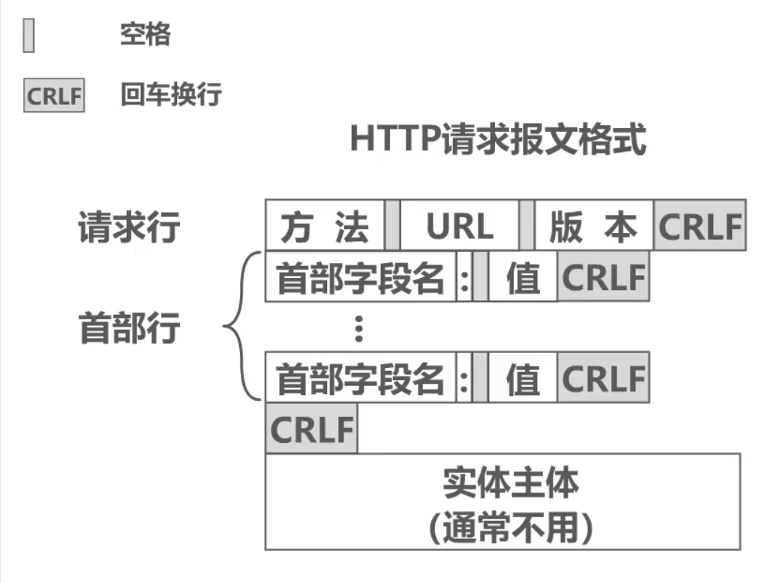 空格
CRLF 回车换行
HTTP请求报文格式
请求行 方 法 URL 版 本 CRLF
首部字段名 : 值 CRLF
首部行 ⋮
首部字段名 : 值 CRLF
CRLF
实体主体
(通常不用)